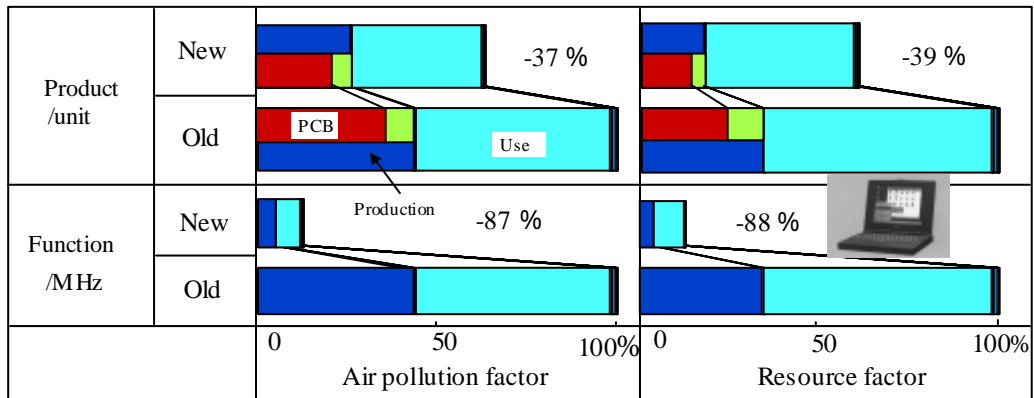 Product
/unit
New
-37 %
-39 %
Old
PCB
Use
Production
Function
/MHz
New
-87 %
-88 %
Old
0
50
100%
0
50
100%
Air pollution factor
Resource factor